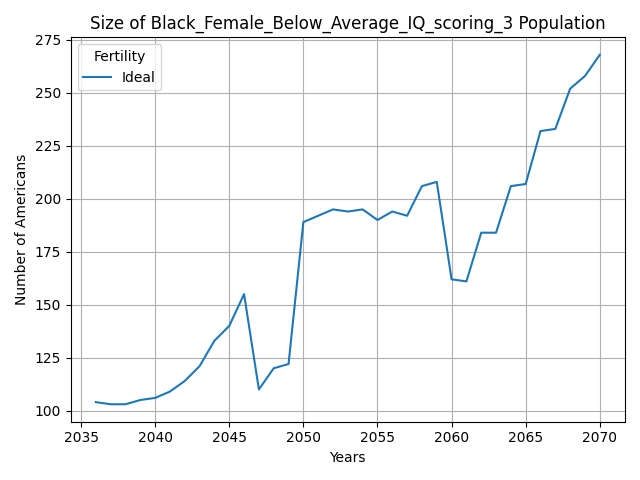 Size of Black_Female_Below_Average_IQ_scoring_3 Population
275
250
225
200
175
150
125
100
Number of Americans
Fertility
Ideal
2035 2040 2045 2050 2055 2060 2065 2070
Years